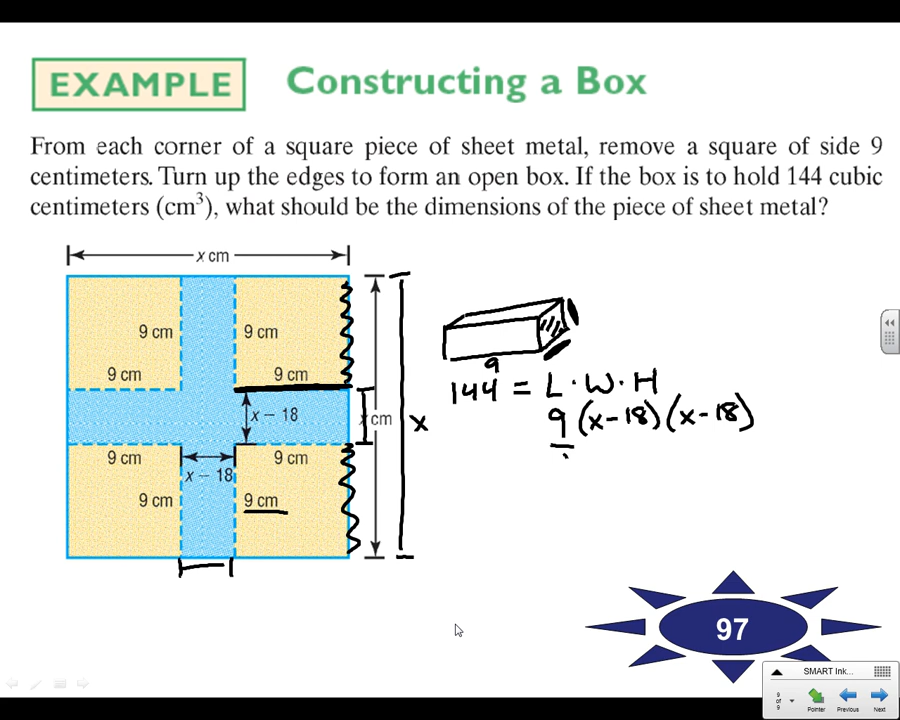 EXAMPLE Constructing a Box
From each corner of a square piece of sheet metal, remove a square of side 9
centimeters. Turn up the edges to form an open box. If the box is to hold 144 cubic
centimeters (cm³), what should be the dimensions of the piece of sheet metal?
x cm
9 cm 9 cm
9 cm 9 cm
x – 18 cm x
9 cm 9 cm
x – 18
9 cm 9 cm
9
144 = L · W · H
9 (x – 18) (x – 18)
97
SMART Ink...
9
of
9
Pointer Previous Next